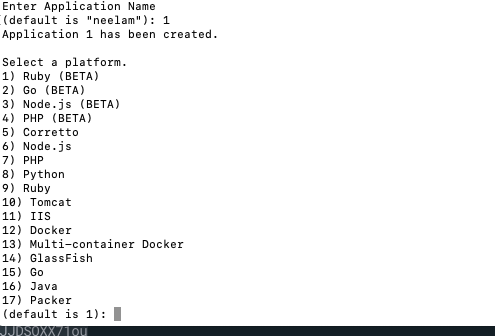 Enter Application Name
(default is "neelam"): 1
Application 1 has been created.
Select a platform.
1) Ruby (BETA)
2) Go (BETA)
3) Node.js (BETA)
4) PHP (BETA)
5) Corretto
6) Node.js
7) PHP
8) Python
9) Ruby
10) Tomcat
11) IIS
12) Docker
13) Multi-container Docker
14) GlassFish
15) Go
16) Java
17) Packer
(default is 1):